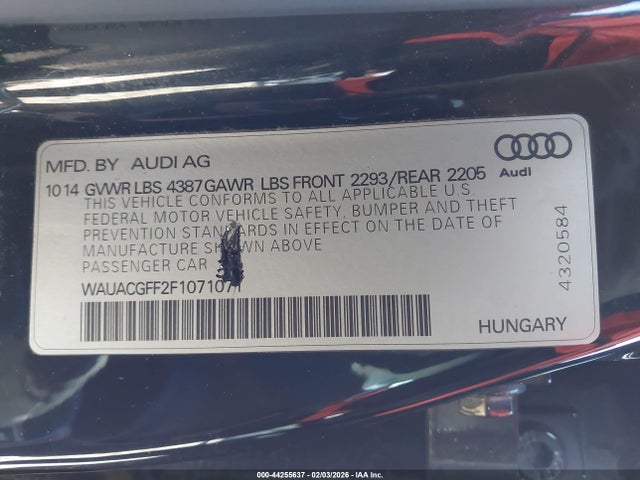 MFD. BY AUDI AG
10 14 GVWR LBS 4387 GAWR LBS FRONT 2293/REAR 2205
Audi
THIS VEHICLE CONFORMS TO ALL APPLICABLE U.S.
FEDERAL MOTOR VEHICLE SAFETY, BUMPER AND THEFT
PREVENTION STANDARDS IN EFFECT ON THE DATE OF
MANUFACTURE SHOWN ABOVE
PASSENGER CAR
WAUACGFF2F1071071
4320584
HUNGARY
000-44255637 - 02/03/2026 - IAA Inc.